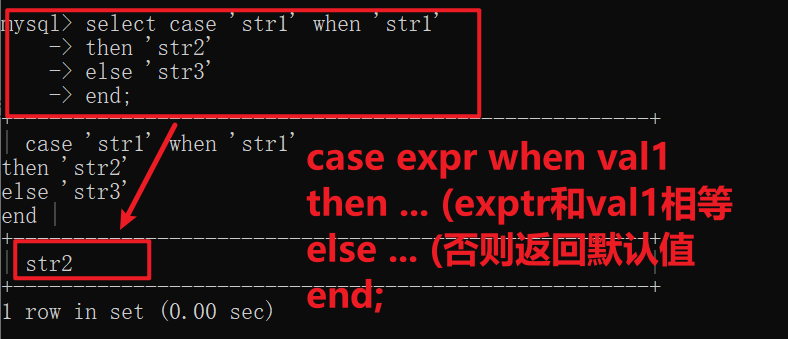 mysql> select case 'str1' when 'str1'
-> then 'str2'
-> else 'str3'
-> end;
+-----------------------------------------------------+
| case 'str1' when 'str1'
then 'str2'
else 'str3'
end |
+-----------------------------------------------------+
| str2 |
+-----------------------------------------------------+
1 row in set (0.00 sec)
case expr when val1
then ... (exptr和val1相等
else ... (否则返回默认值
end;